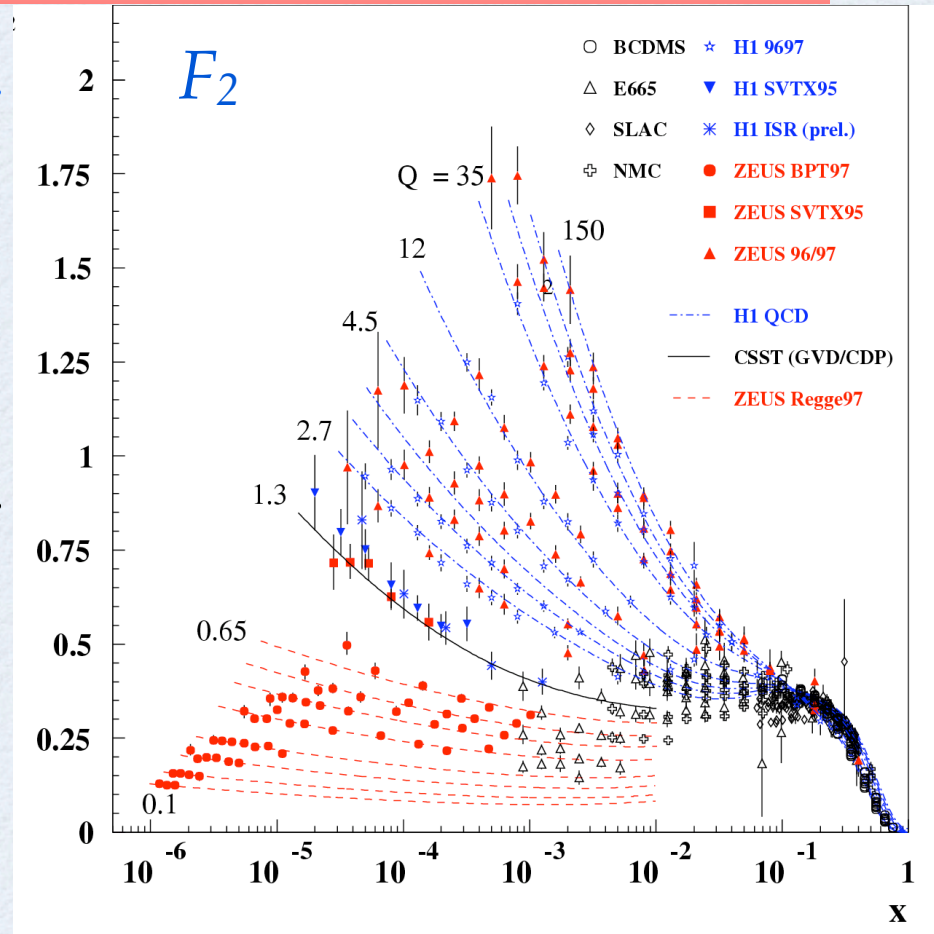 2
F2
BCDMS
E665
SLAC
NMC
H1 9697
H1 SVTX95
H1 ISR (prel.)
ZEUS BPT97
ZEUS SVTX95
ZEUS 96/97
H1 QCD
CSST (GVD/CDP)
ZEUS Regge97
Q = 35
2
150
12
4.5
2.7
1.3
0.65
0.1
2
1.75
1.5
1.25
1
0.75
0.5
0.25
0
10 -6
10 -5
10 -4
10 -3
10 -2
10 -1
1
x